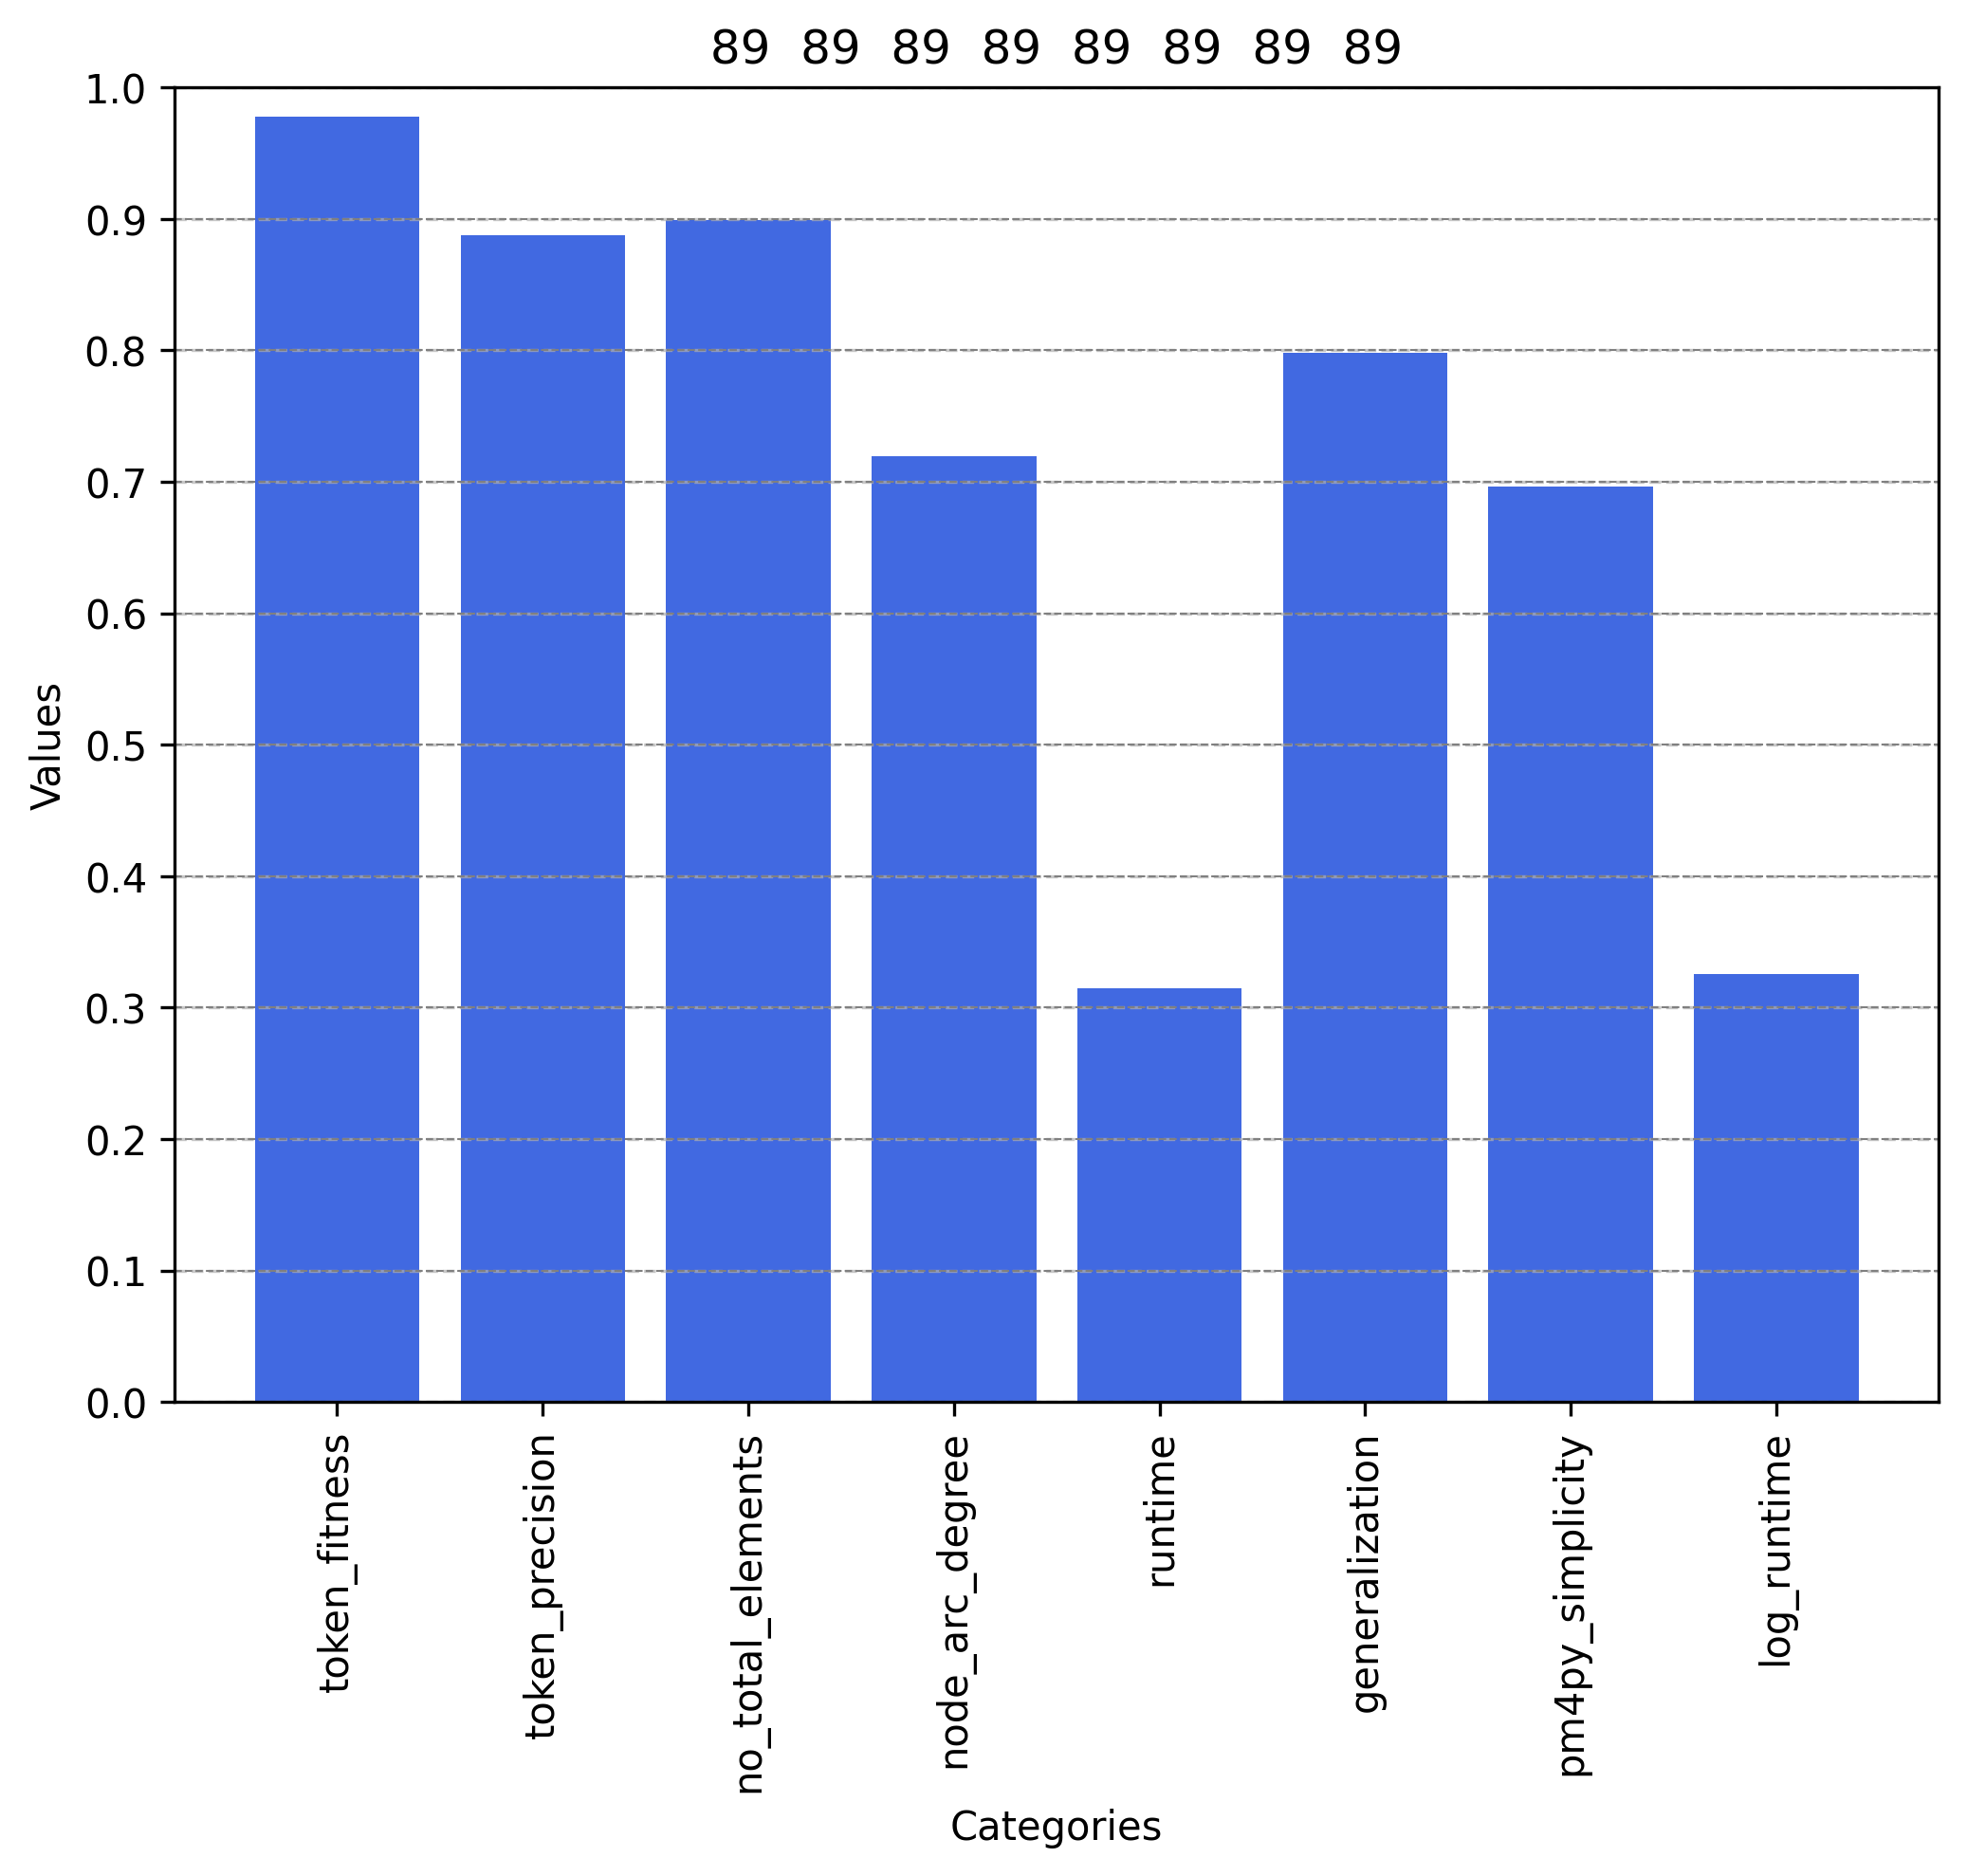 89 89 89 89 89 89 89 89
1.0
0.9
0.8
0.7
0.6
0.5
0.4
0.3
0.2
0.1
0.0
Values
token_fitness
token_precision
no_total_elements
node_arc_degree
runtime
generalization
pm4py_simplicity
log_runtime
Categories